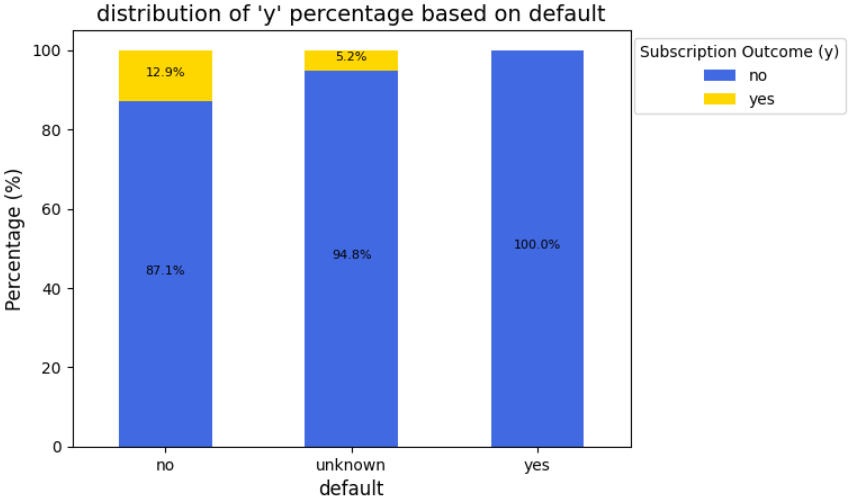 distribution of 'y' percentage based on default
Subscription Outcome (y)
no
yes
Percentage (%)
100
80
60
40
20
0
12.9%
87.1%
5.2%
94.8%
100.0%
no
unknown
yes
default